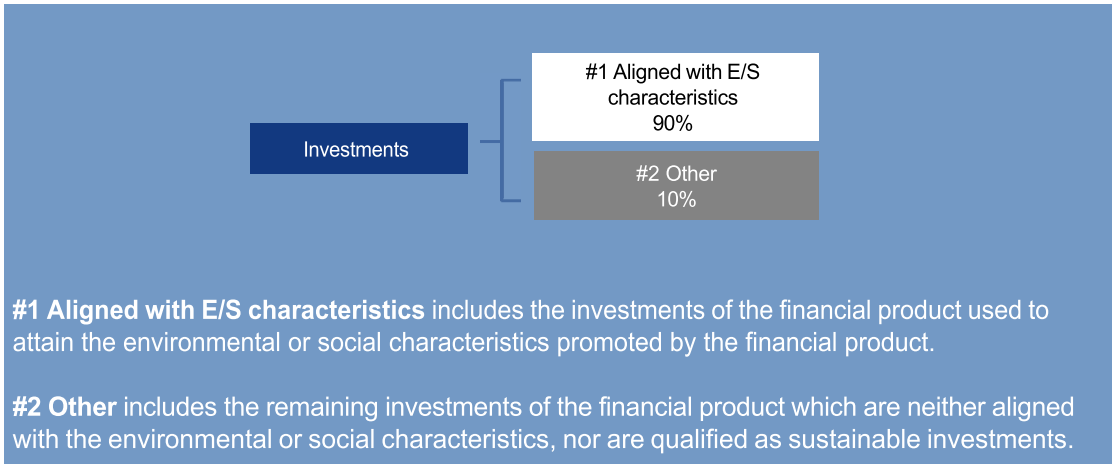 #1 Aligned with E/S
characteristics
90%
Investments
#2 Other
10%
#1 Aligned with E/S characteristics includes the investments of the financial product used to
attain the environmental or social characteristics promoted by the financial product.
#2 Other includes the remaining investments of the financial product which are neither aligned
with the environmental or social characteristics, nor are qualified as sustainable investments.